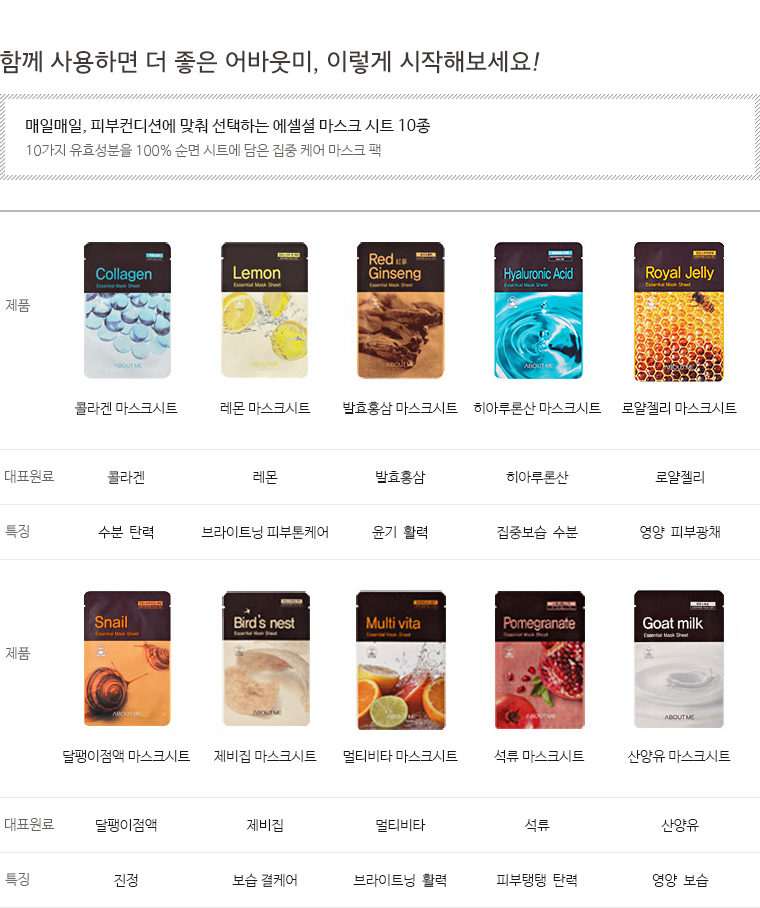 함께 사용하면 더 좋은 어바웃미, 이렇게 시작해보세요!
매일매일, 피부컨디션에 맞춰 선택하는 에셀셜 마스크 시트 10종
10가지 유효성분을 100% 순면 시트에 담은 집중 케어 마스크 팩
제품
Collagen
Essential Mask Sheet
ABOUT ME
Lemon
Essential Mask Sheet
ABOUT ME
Red 紅蔘
Ginseng
Essential Mask Sheet
ABOUT ME
Hyaluronic Acid
Essential Mask Sheet
ABOUT ME
Royal Jelly
Essential Mask Sheet
ABOUT ME
콜라겐 마스크시트 레몬 마스크시트 발효홍삼 마스크시트 히아루론산 마스크시트 로얄젤리 마스크시트
대표원료 콜라겐 레몬 발효홍삼 히아루론산 로얄젤리
특징 수분 탄력 브라이트닝 피부톤케어 윤기 활력 집중보습 수분 영양 피부광채
제품
Snail
Essential Mask Sheet
ABOUT ME
Bird's nest
Essential Mask Sheet
ABOUT ME
Multi vita
Essential Mask Sheet
ABOUT ME
Pomegranate
Essential Mask Sheet
ABOUT ME
Goat milk
Essential Mask Sheet
ABOUT ME
달팽이점액 마스크시트 제비집 마스크시트 멀티비타 마스크시트 석류 마스크시트 산양유 마스크시트
대표원료 달팽이점액 제비집 멀티비타 석류 산양유
특징 진정 보습 결케어 브라이트닝 활력 피부탱탱 탄력 영양 보습